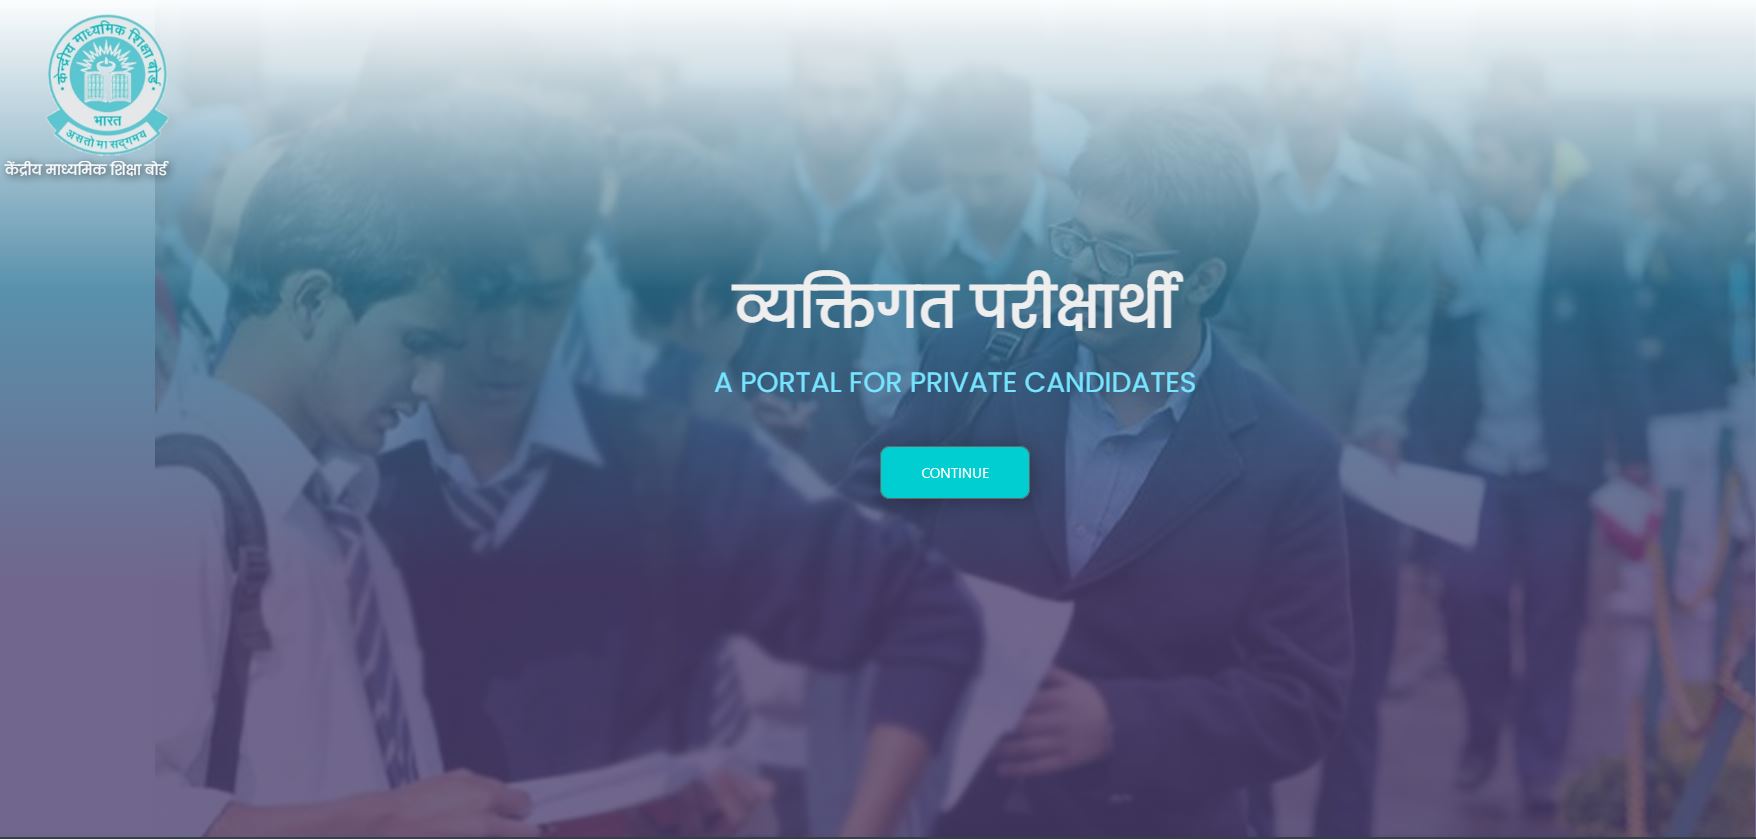 केन्द्रीय माध्यमिक शिक्षा बोर्ड
भारत
असतो मा सद्गमय
केंद्रीय माध्यमिक शिक्षा बोर्ड
व्यक्तिगत परीक्षार्थी
A PORTAL FOR PRIVATE CANDIDATES
CONTINUE